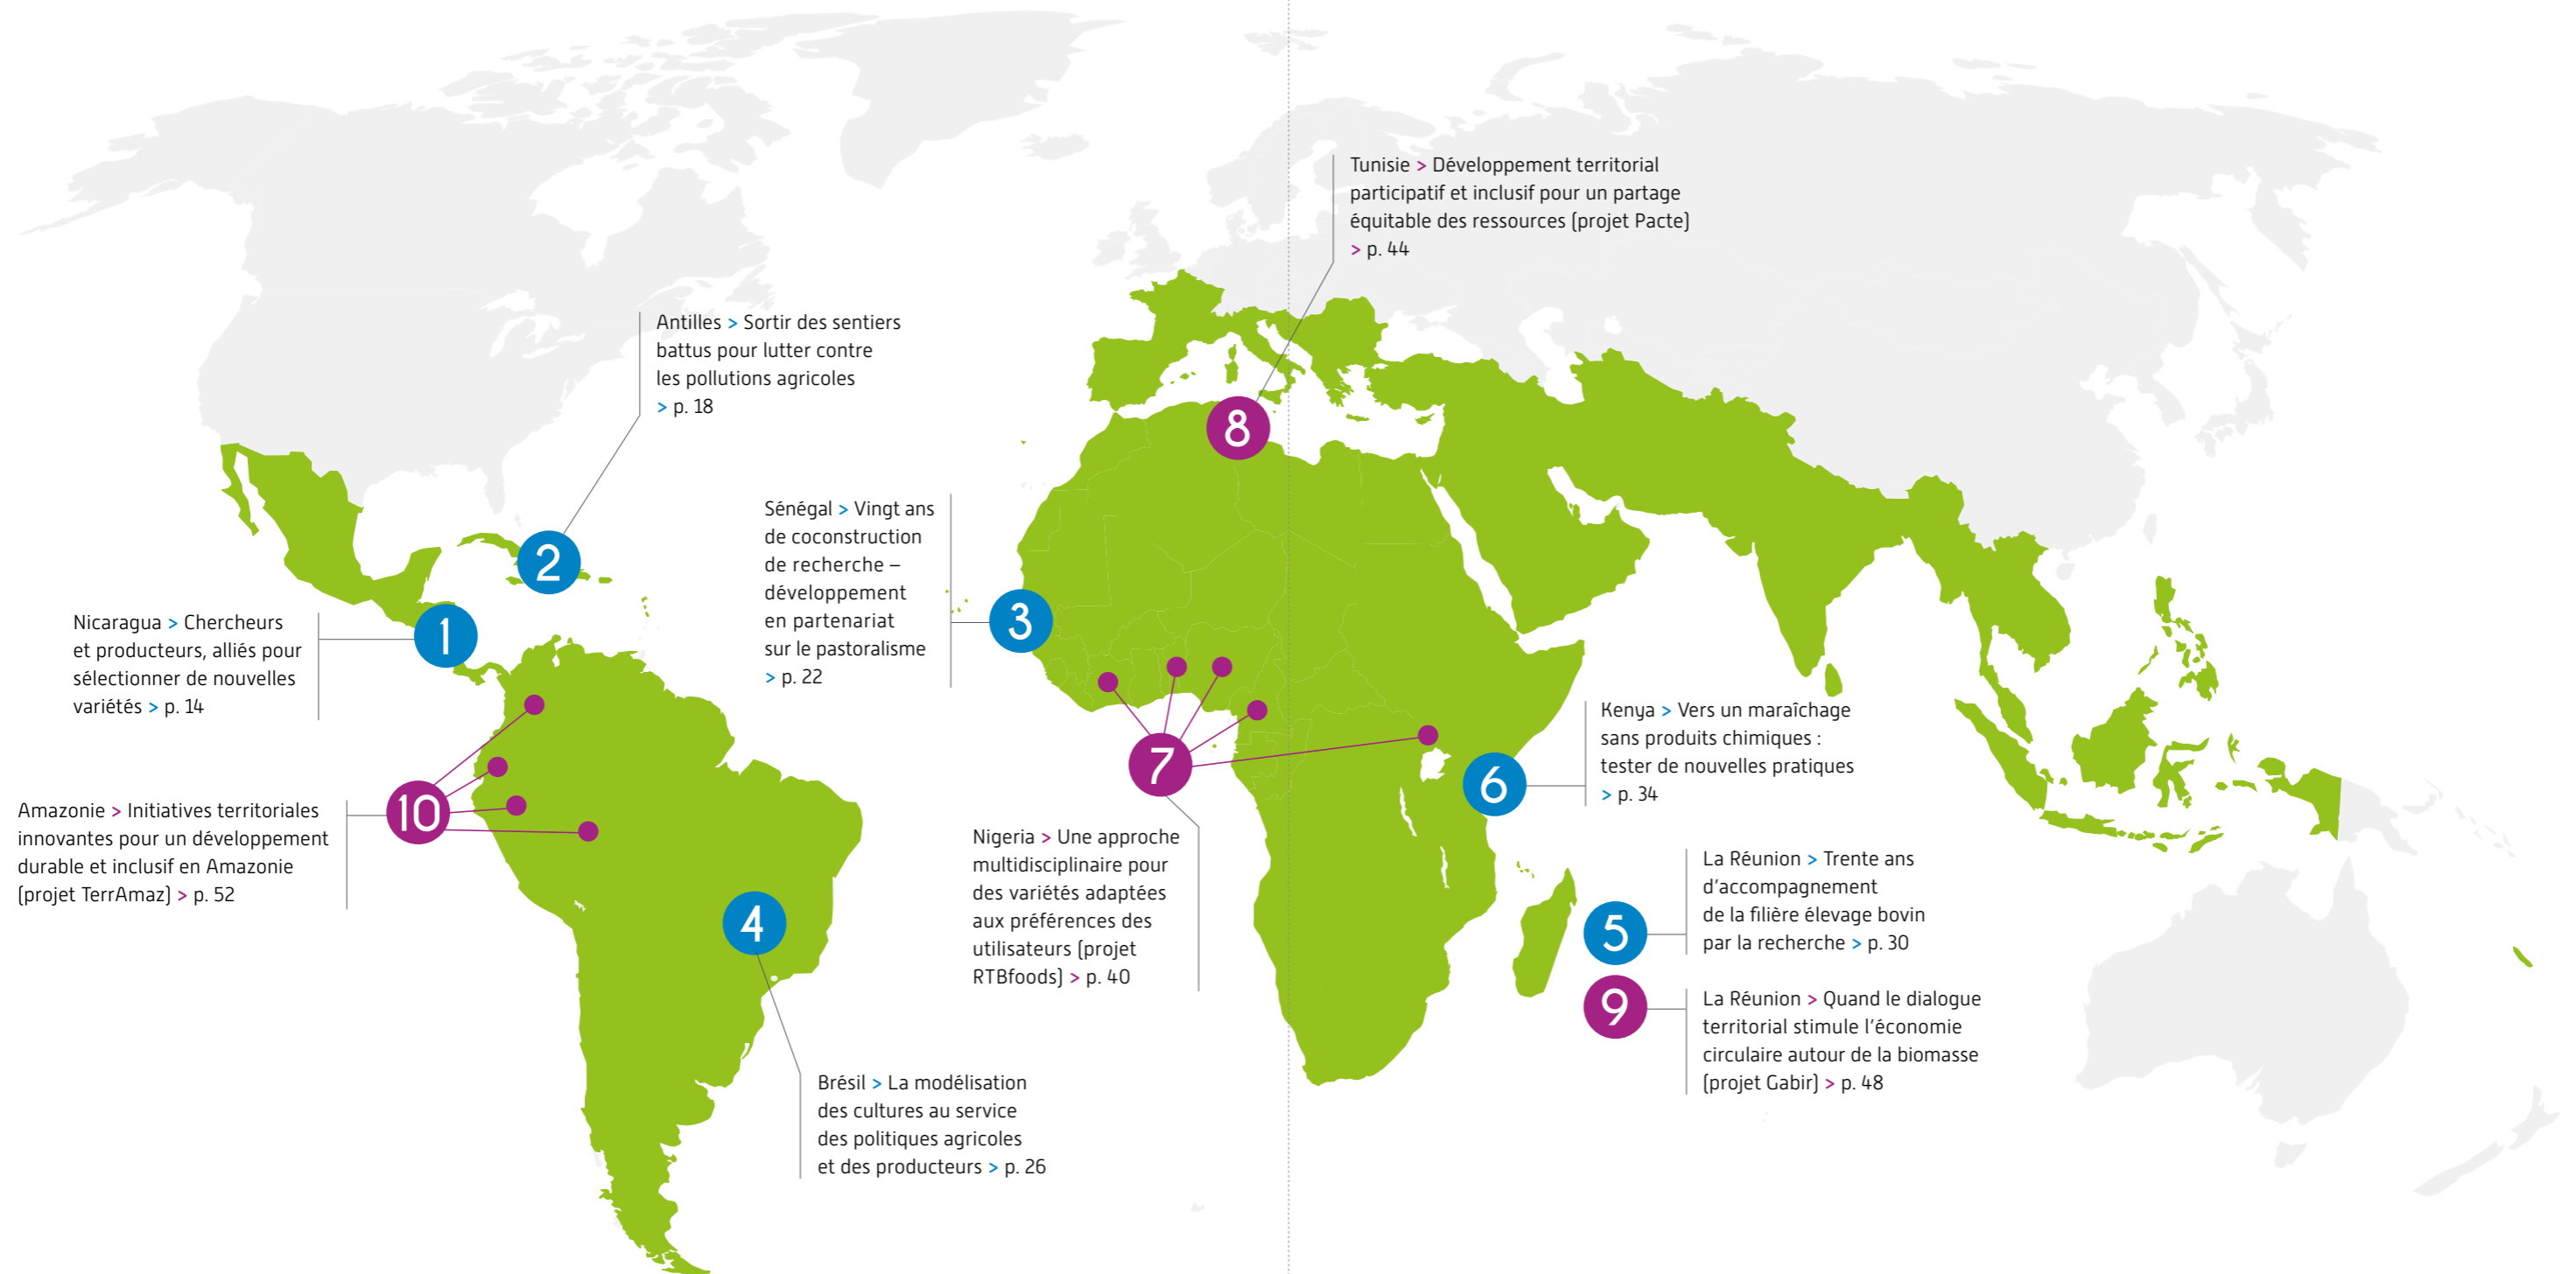 Tunisie > Développement territorial
participatif et inclusif pour un partage
équitable des ressources (projet Pacte)
> p. 44
8
Antilles > Sortir des sentiers
battus pour lutter contre
les pollutions agricoles
> p. 18
2
Sénégal > Vingt ans
de coconstruction
de recherche –
développement
en partenariat
sur le pastoralisme
> p. 22
3
Nicaragua > Chercheurs
et producteurs, alliés pour
sélectionner de nouvelles
variétés > p. 14
1
Kenya > Vers un maraîchage
sans produits chimiques :
tester de nouvelles pratiques
> p. 34
6
7
Nigeria > Une approche
multidisciplinaire pour
des variétés adaptées
aux préférences des
utilisateurs (projet
RTBfoods) > p. 40
Amazonie > Initiatives territoriales
innovantes pour un développement
durable et inclusif en Amazonie
(projet TerrAmaz) > p. 52
10
4
Brésil > La modélisation
des cultures au service
des politiques agricoles
et des producteurs > p. 26
5
La Réunion > Trente ans
d'accompagnement
de la filière élevage bovin
par la recherche > p. 30
9
La Réunion > Quand le dialogue
territorial stimule l'économie
circulaire autour de la biomasse
(projet Gabir) > p. 48